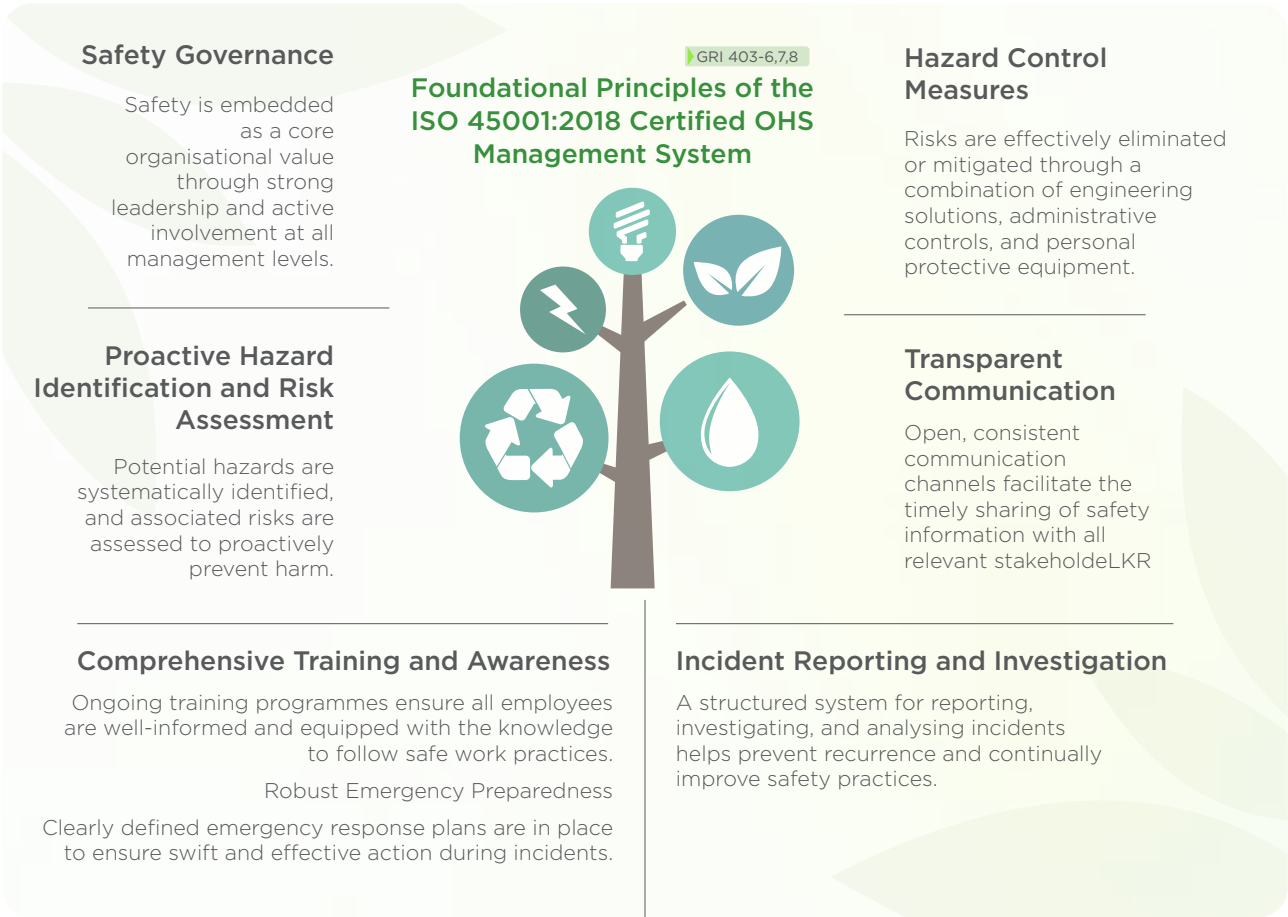 GRI 403-6,7,8
Foundational Principles of the
ISO 45001:2018 Certified OHS
Management System
Safety Governance
Safety is embedded
as a core
organisational value
through strong
leadership and active
involvement at all
management levels.
Proactive Hazard
Identification and Risk
Assessment
Potential hazards are
systematically identified,
and associated risks are
assessed to proactively
prevent harm.
Hazard Control
Measures
Risks are effectively eliminated
or mitigated through a
combination of engineering
solutions, administrative
controls, and personal
protective equipment.
Transparent
Communication
Open, consistent
communication
channels facilitate the
timely sharing of safety
information with all
relevant stakeholdeLKR
Comprehensive Training and Awareness
Ongoing training programmes ensure all employees
are well-informed and equipped with the knowledge
to follow safe work practices.
Robust Emergency Preparedness
Clearly defined emergency response plans are in place
to ensure swift and effective action during incidents.
Incident Reporting and Investigation
A structured system for reporting,
investigating, and analysing incidents
helps prevent recurrence and continually
improve safety practices.